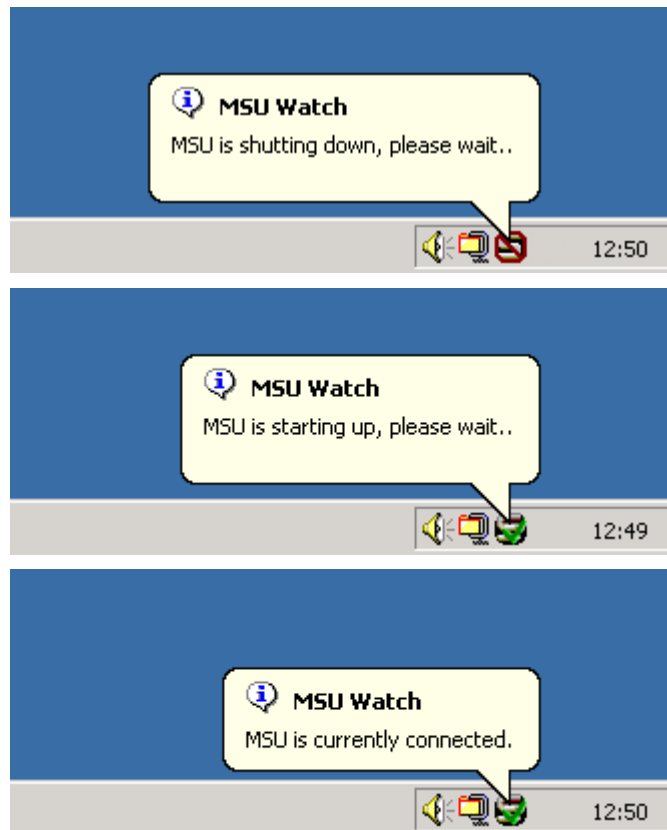 MSU Watch
MSU is shutting down, please wait..
12:50
MSU Watch
MSU is starting up, please wait..
12:49
MSU Watch
MSU is currently connected.
12:50